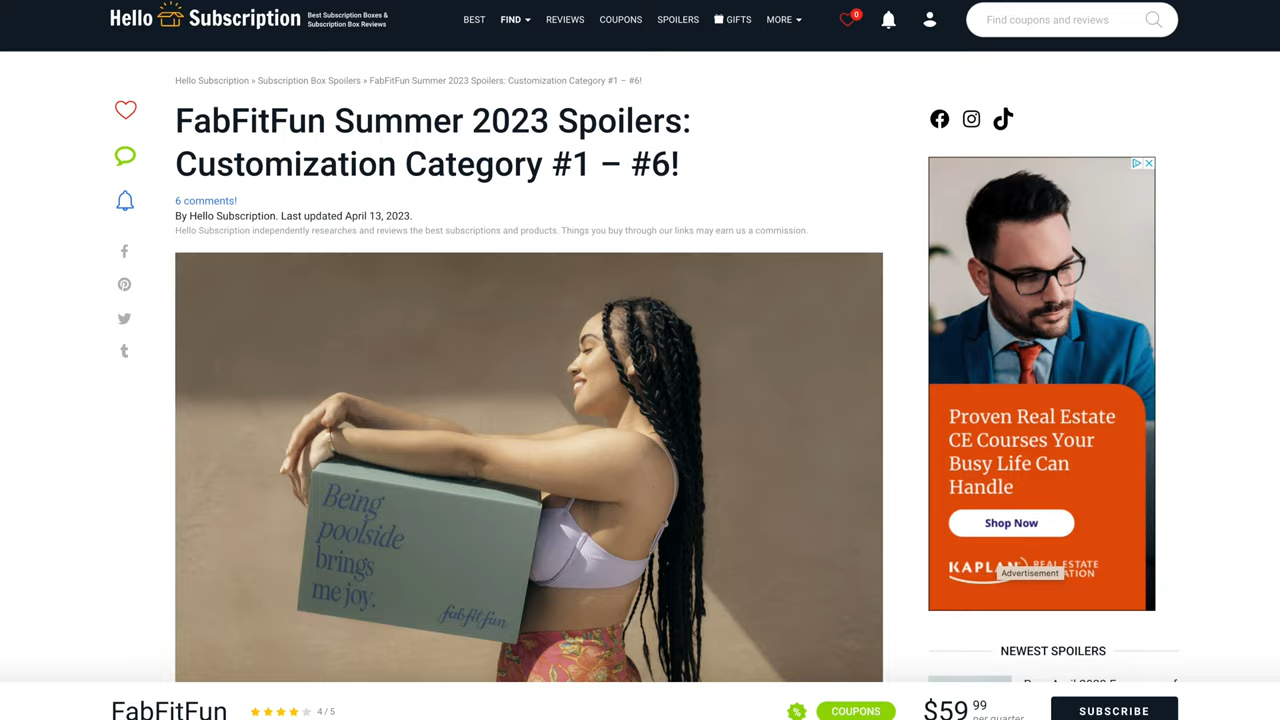 Hello Subscription
Best Subscription Boxes &
Subscription Box Reviews
BEST
FIND
REVIEWS
COUPONS
SPOILERS
GIFTS
MORE
0
Find coupons and reviews
Hello Subscription » Subscription Box Spoilers » FabFitFun Summer 2023 Spoilers: Customization Category #1 – #6!
FabFitFun Summer 2023 Spoilers:
Customization Category #1 – #6!
6 comments!
By Hello Subscription. Last updated April 13, 2023.
Hello Subscription independently researches and reviews the best subscriptions and products. Things you buy through our links may earn us a commission.
Being
poolside
brings
me joy.
fabfitfun
Proven Real Estate
CE Courses Your
Busy Life Can
Handle
Shop Now
KAPLAN
Advertisement
NEWEST SPOILERS
FabFitFun
4 / 5
COUPONS
$59 99
per quarter
SUBSCRIBE